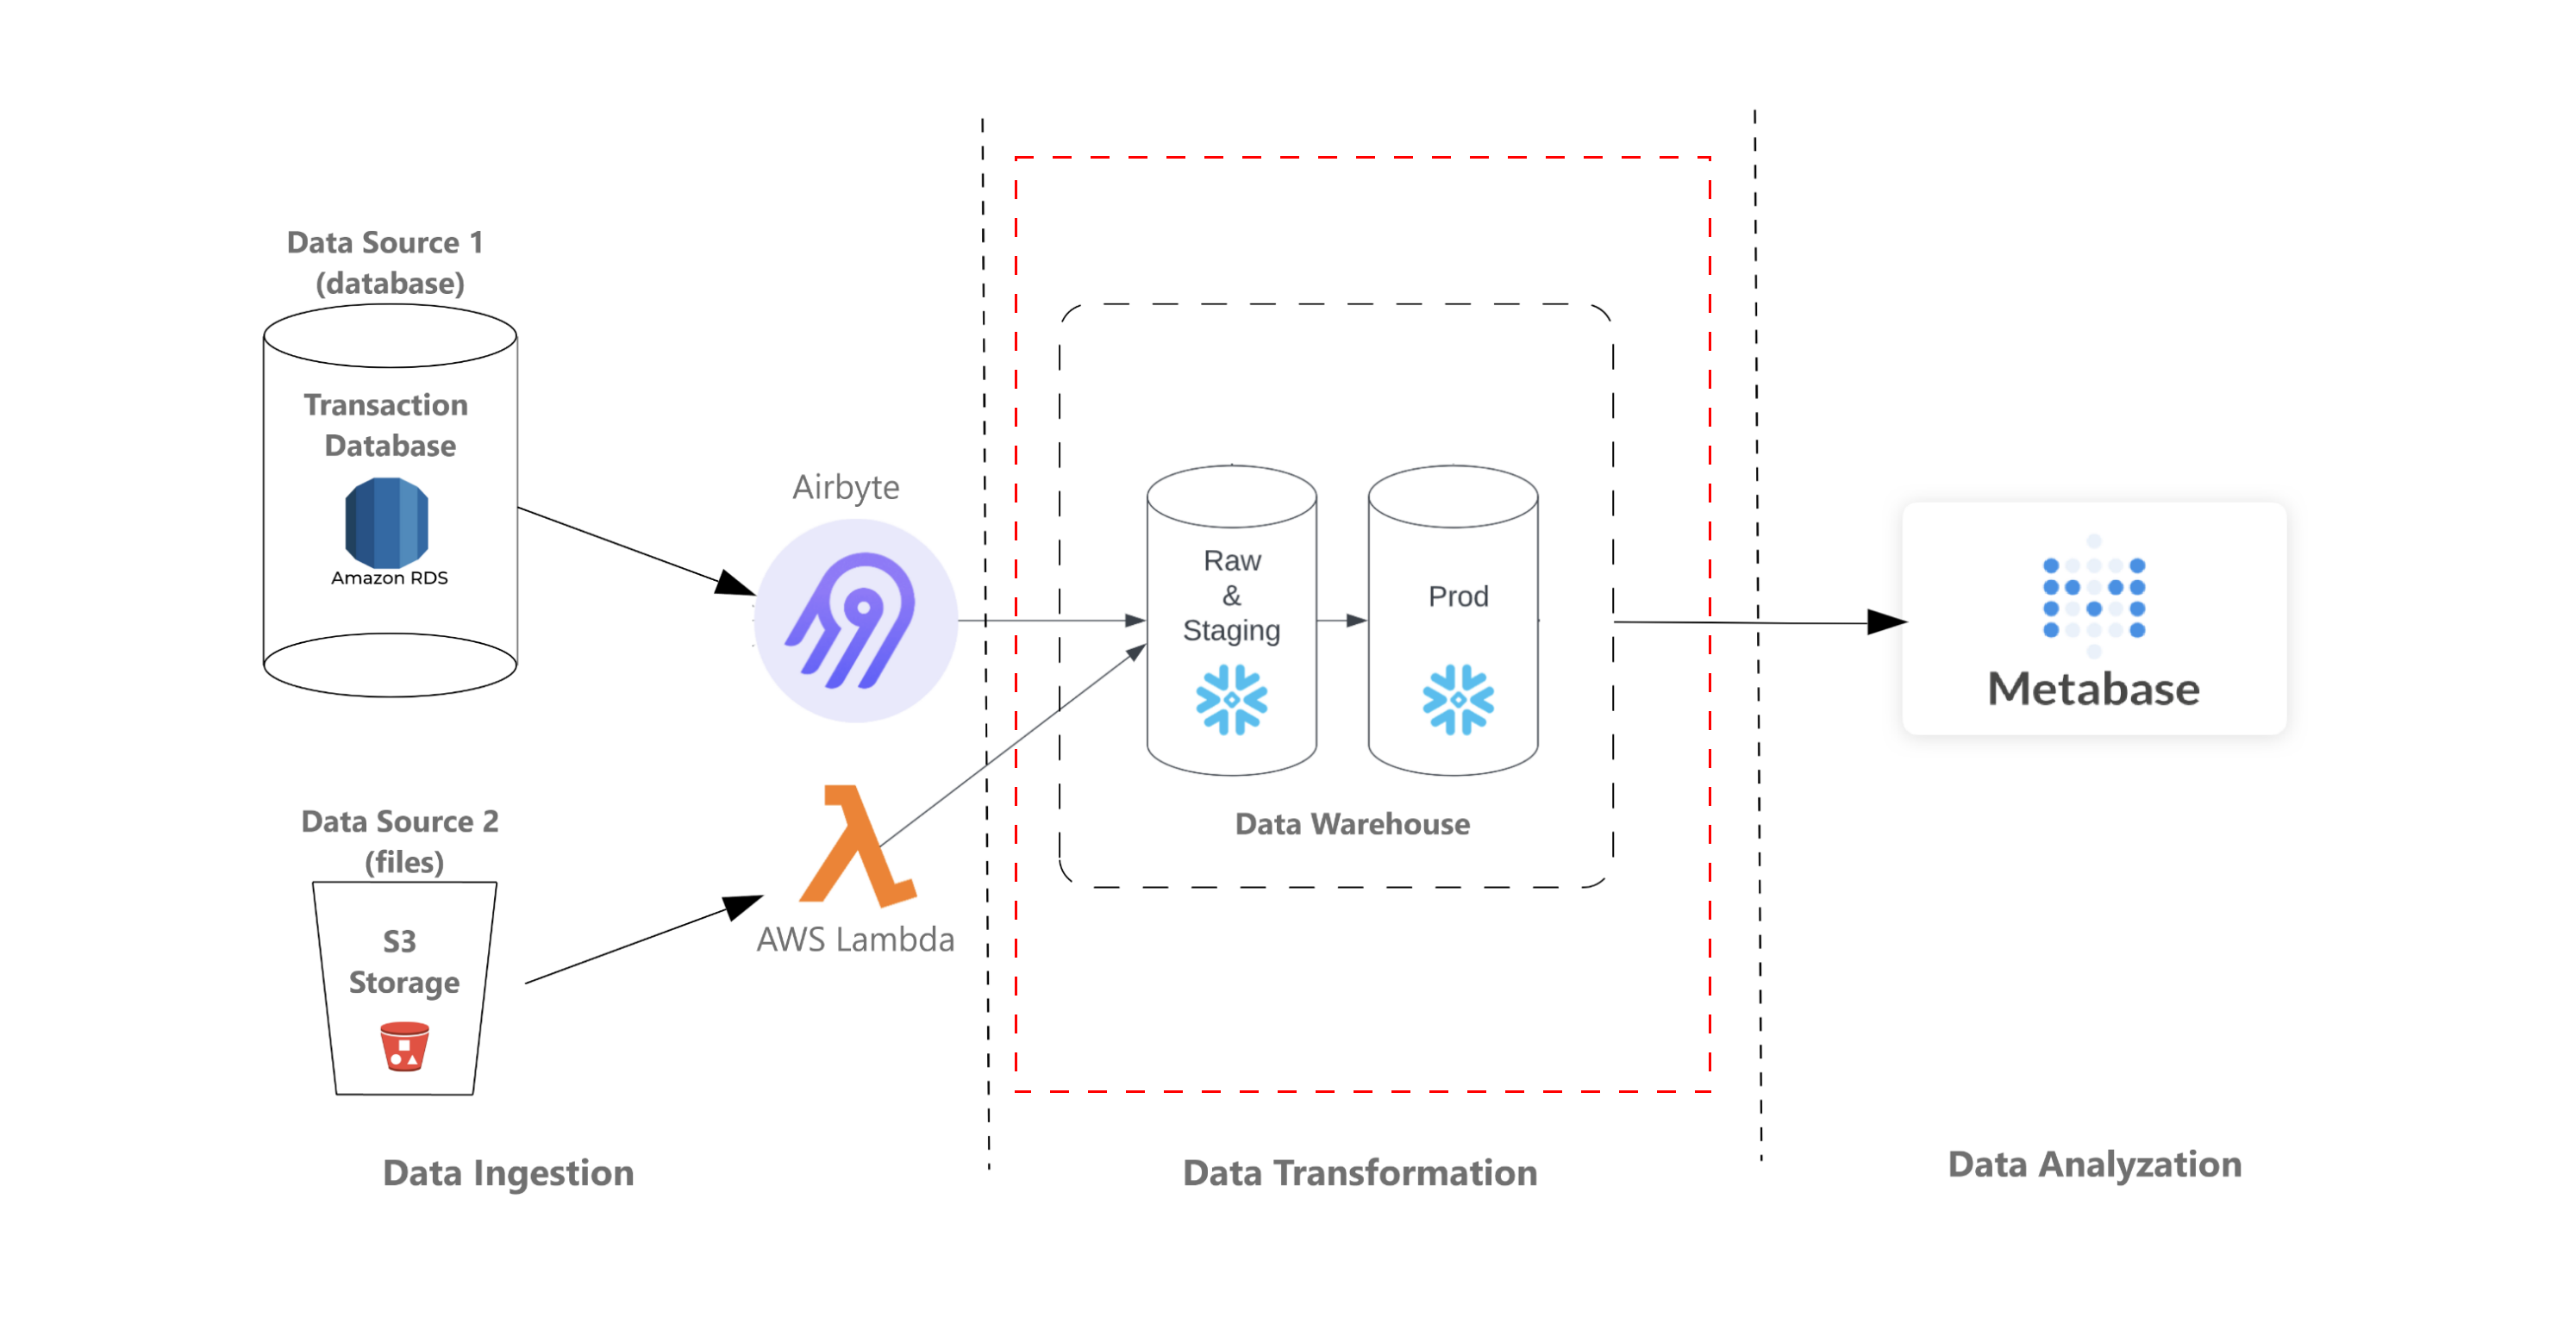 Data Source 1
(database)
Transaction
Database
Amazon RDS
Airbyte
Data Source 2
(files)
S3
Storage
AWS Lambda
Data Ingestion
Raw
&
Staging
Prod
Data Warehouse
Data Transformation
Metabase
Data Analyzation